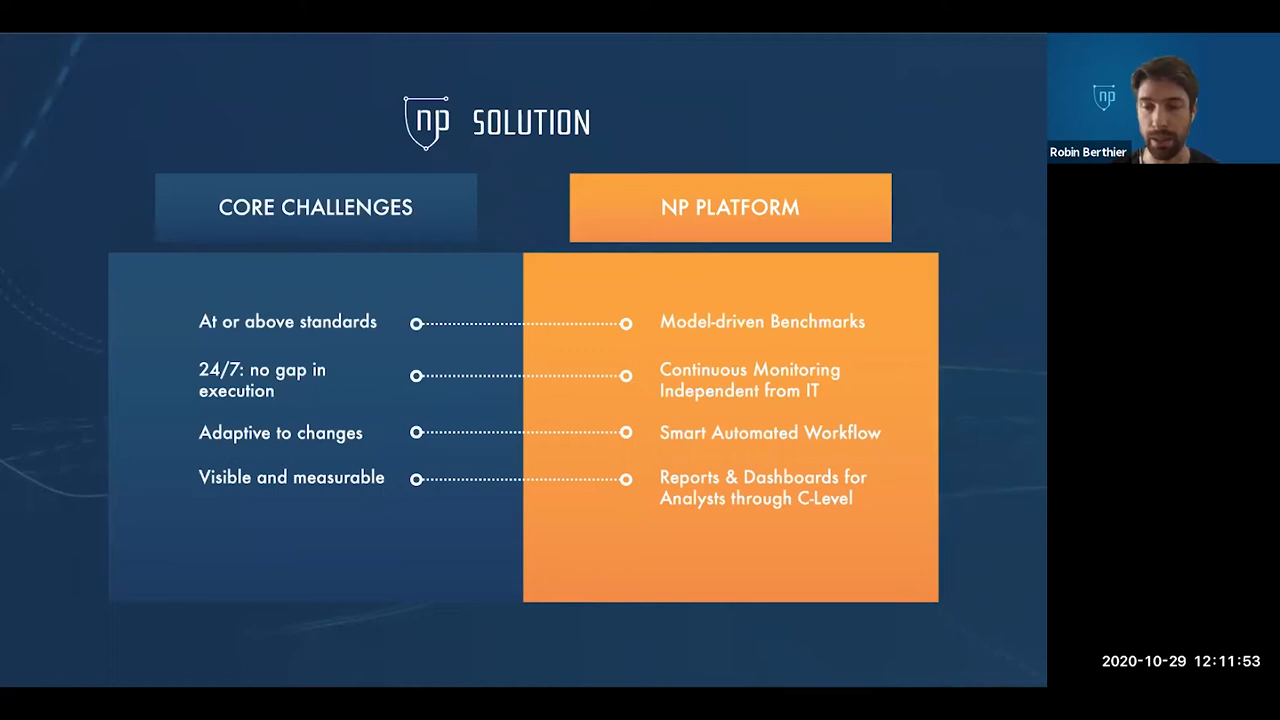 np SOLUTION
CORE CHALLENGES
NP PLATFORM
At or above standards
Model-driven Benchmarks
24/7: no gap in
execution
Continuous Monitoring
Independent from IT
Adaptive to changes
Smart Automated Workflow
Visible and measurable
Reports & Dashboards for
Analysts through C-Level
np
Robin Berthier
2020-10-29 12:11:53